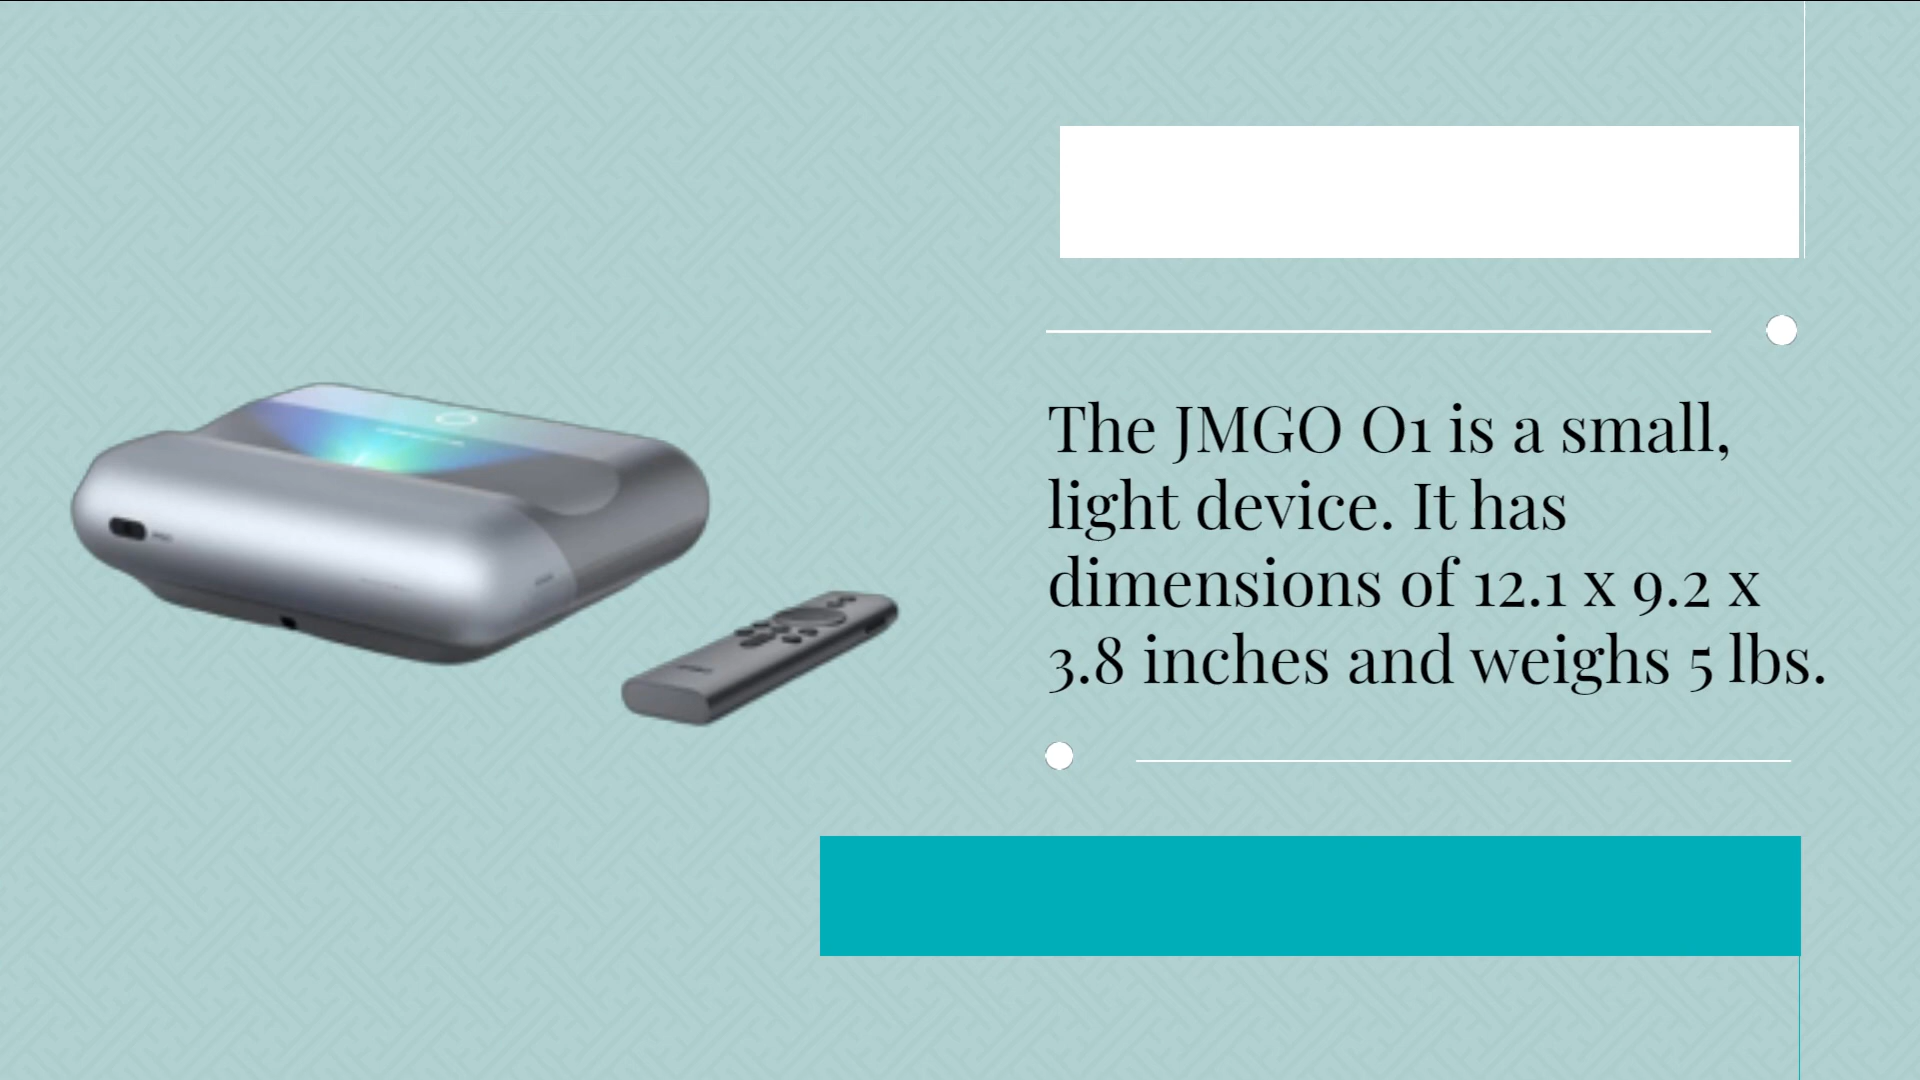 The JMGO O1 is a small,
light device. It has
dimensions of 12.1 x 9.2 x
3.8 inches and weighs 5 lbs.